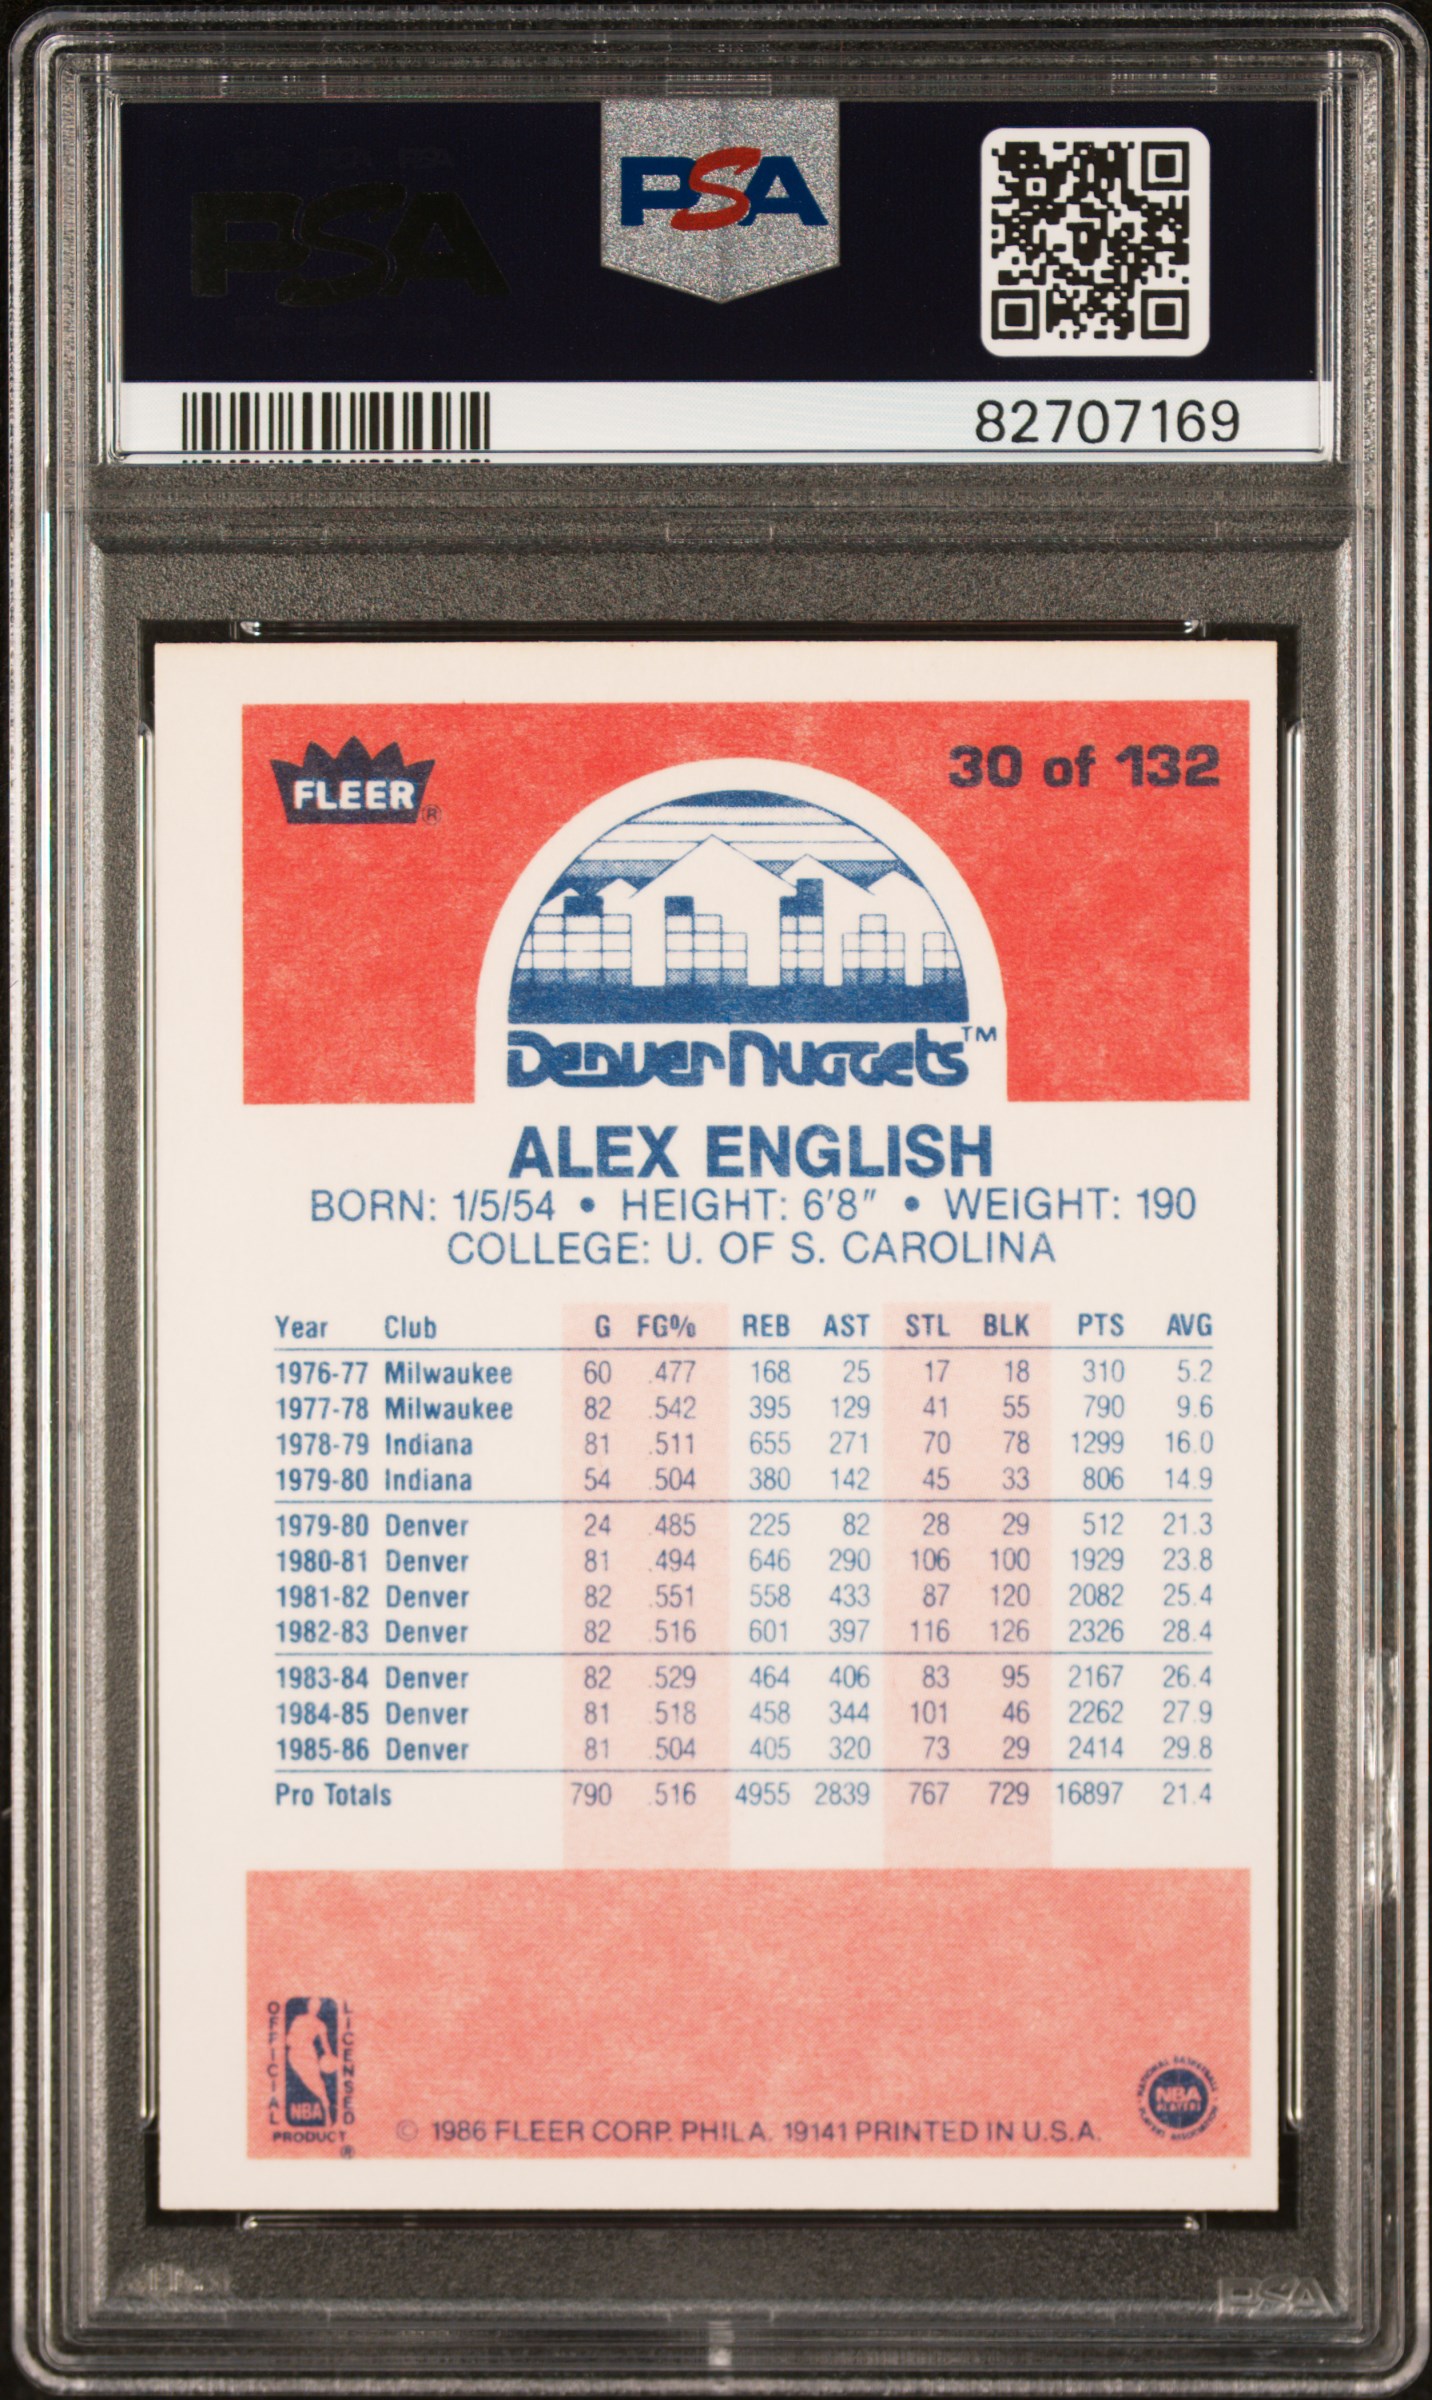 PSA
PSA
82707169
FLEER®
30 of 132
Denver Nuggets™
ALEX ENGLISH
BORN: 1/5/54 • HEIGHT: 6'8" • WEIGHT: 190
COLLEGE: U. OF S. CAROLINA
Year Club G FG% REB AST STL BLK PTS AVG
1976-77 Milwaukee 60 .477 168 25 17 18 310 5.2
1977-78 Milwaukee 82 .542 395 129 41 55 790 9.6
1978-79 Indiana 81 .511 655 271 70 78 1299 16.0
1979-80 Indiana 54 .504 380 142 45 33 806 14.9
1979-80 Denver 24 .485 225 82 28 29 512 21.3
1980-81 Denver 81 .494 646 290 106 100 1929 23.8
1981-82 Denver 82 .551 558 433 87 120 2082 25.4
1982-83 Denver 82 .516 601 397 116 126 2326 28.4
1983-84 Denver 82 .529 464 406 83 95 2167 26.4
1984-85 Denver 81 .518 458 344 101 46 2262 27.9
1985-86 Denver 81 .504 405 320 73 29 2414 29.8
Pro Totals 790 .516 4955 2839 767 729 16897 21.4
OFFICIAL LICENSED
NBA
PRODUCT ®
© 1986 FLEER CORP. PHILA. 19141 PRINTED IN U.S.A.
NATIONAL BASKETBALL
NBA
PLAYERS
PLAYERS ASSOCIATION
PSA